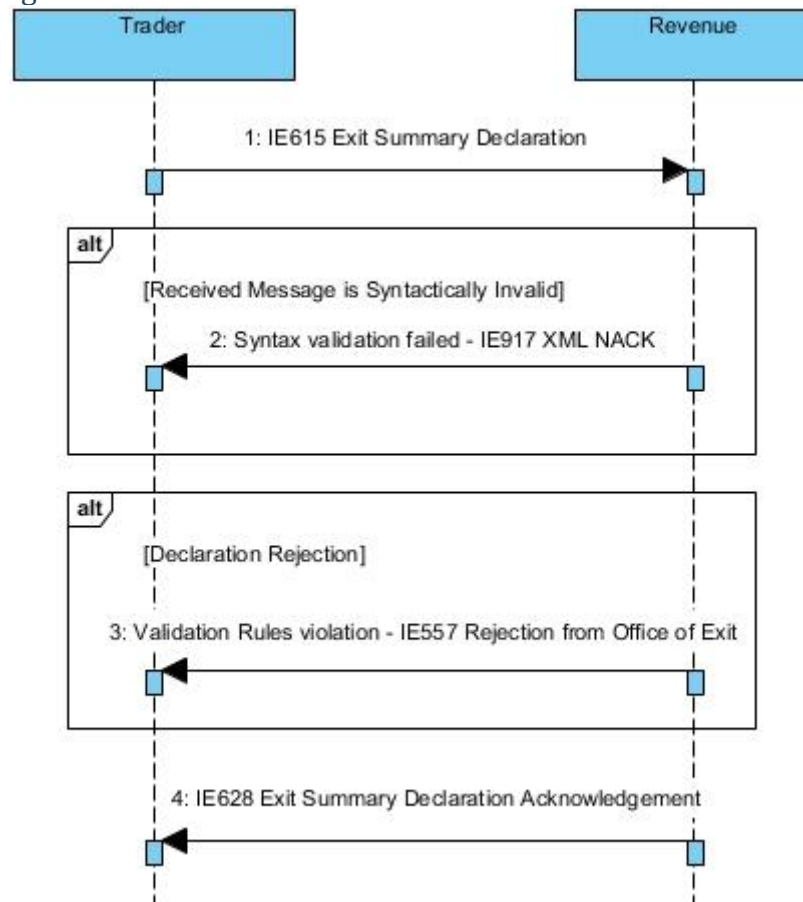 Trader
Revenue
1: IE615 Exit Summary Declaration
alt
[Received Message is Syntactically Invalid]
2: Syntax validation failed - IE917 XML NACK
alt
[Declaration Rejection]
3: Validation Rules violation - IE557 Rejection from Office of Exit
4: IE628 Exit Summary Declaration Acknowledgement